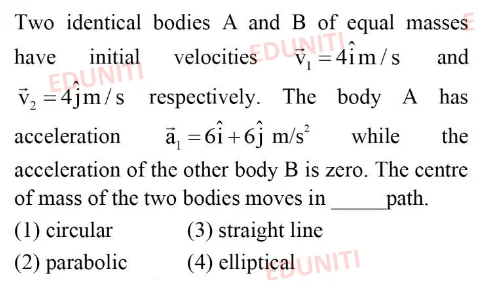 Two identical bodies A and B of equal masses
have initial velocities v⃗₁ = 4î m/s and
v⃗₂ = 4ĵ m/s respectively. The body A has
acceleration a⃗₁ = 6î + 6ĵ m/s² while the
acceleration of the other body B is zero. The centre
of mass of the two bodies moves in _____path.
(1) circular (3) straight line
(2) parabolic (4) elliptical
EDUNITI
EDUNITI
EDUNITI
E